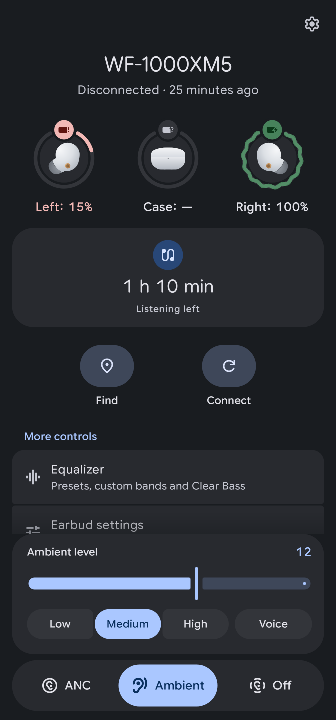 WF-1000XM5
Disconnected · 25 minutes ago
Left: 15%
Case: —
Right: 100%
1 h 10 min
Listening left
Find
Connect
More controls
Equalizer
Presets, custom bands and Clear Bass
Earbud settings
Ambient level
12
Low
Medium
High
Voice
ANC
Ambient
Off